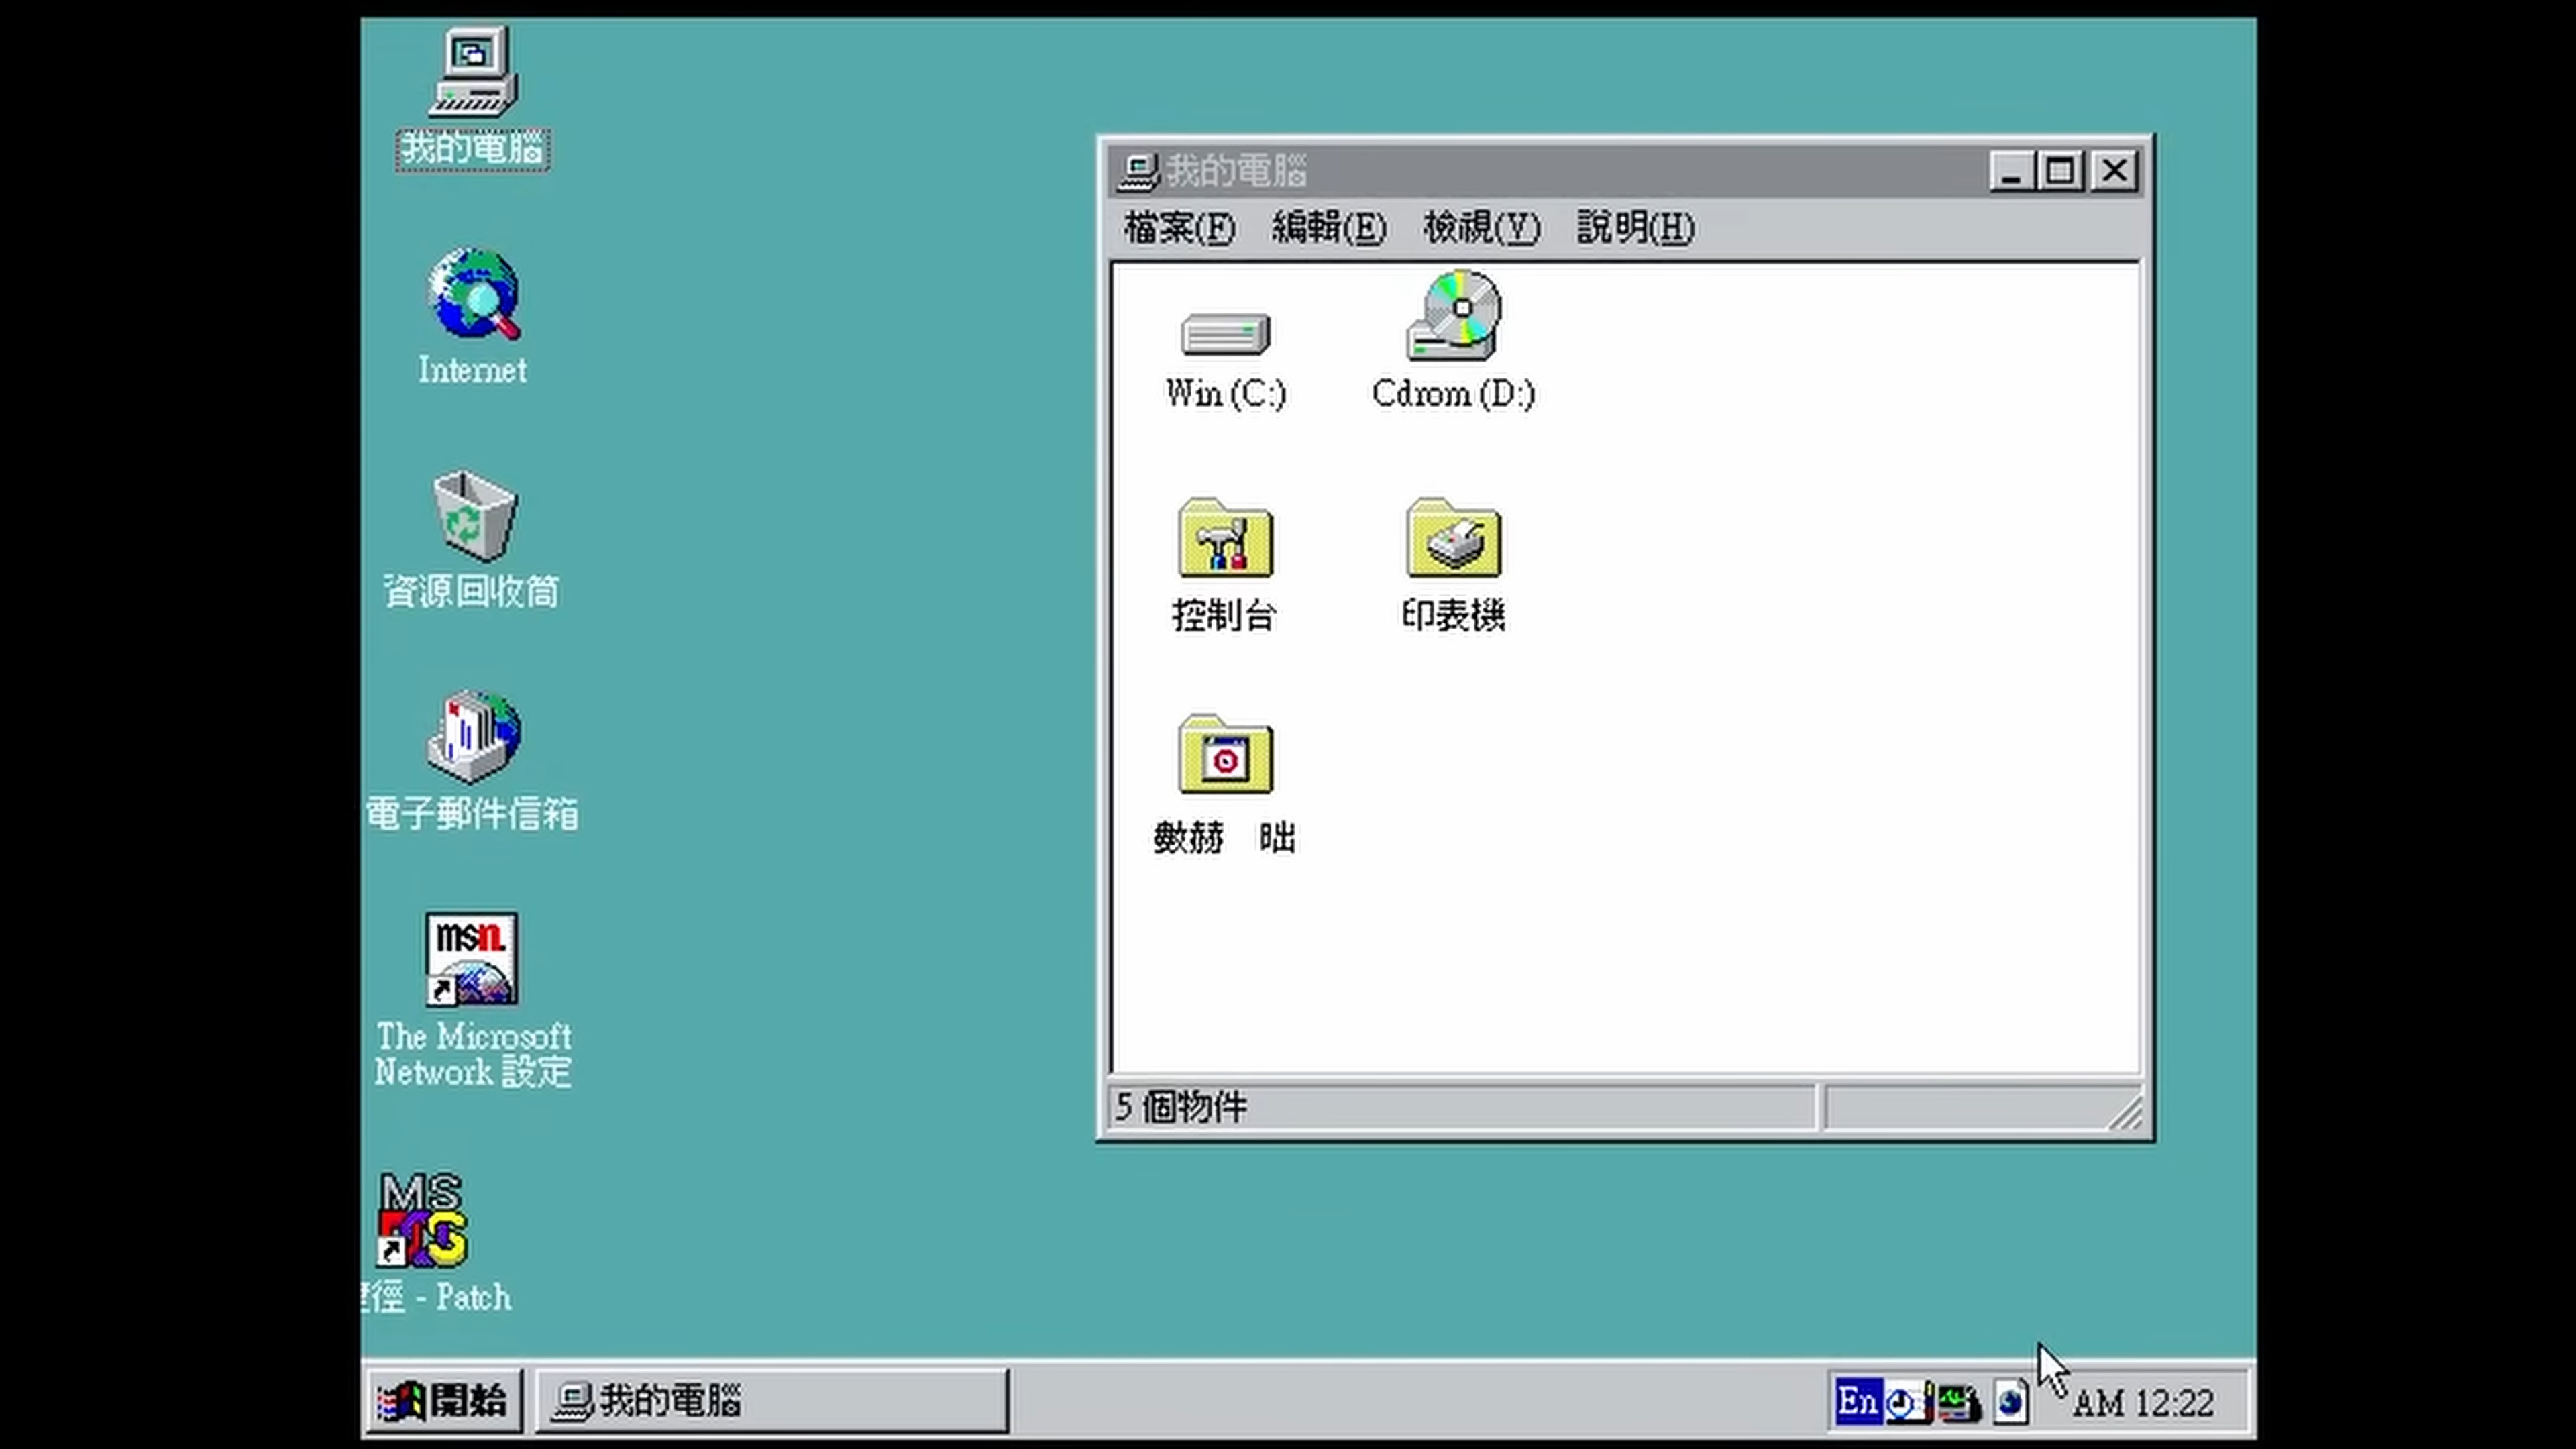 我的電腦
Internet
資源回收筒
電子郵件信箱
msn.
The Microsoft
Network 設定
MS
徑 - Patch
我的電腦
檔案(F) 編輯(E) 檢視(V) 說明(H)
Win (C:) Cdrom (D:)
控制台 印表機
數赫 昢
5 個物件
開始 我的電腦 En AM 12:22